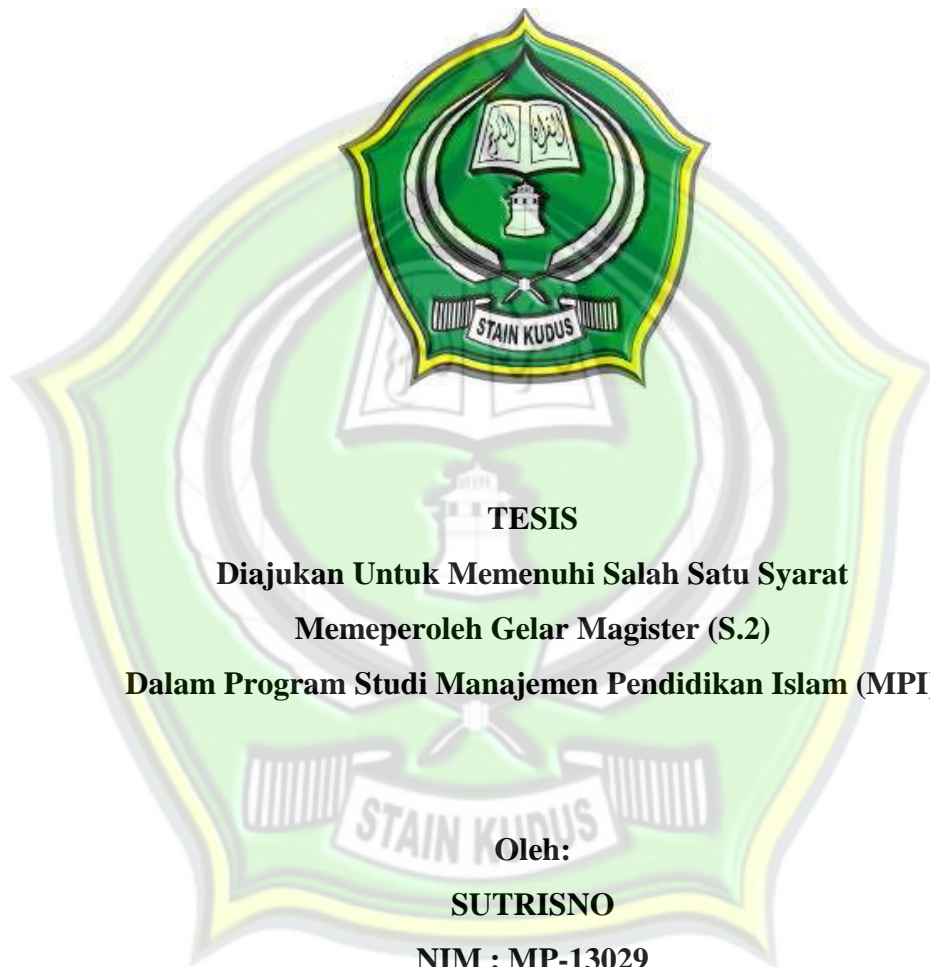 STAIN KUDUS
TESIS
Diajukan Untuk Memenuhi Salah Satu Syarat
Memeperoleh Gelar Magister (S.2)
Dalam Program Studi Manajemen Pendidikan Islam (MPI)
STAIN KUDUS
Oleh:
SUTRISNO
NIM : MP-13029